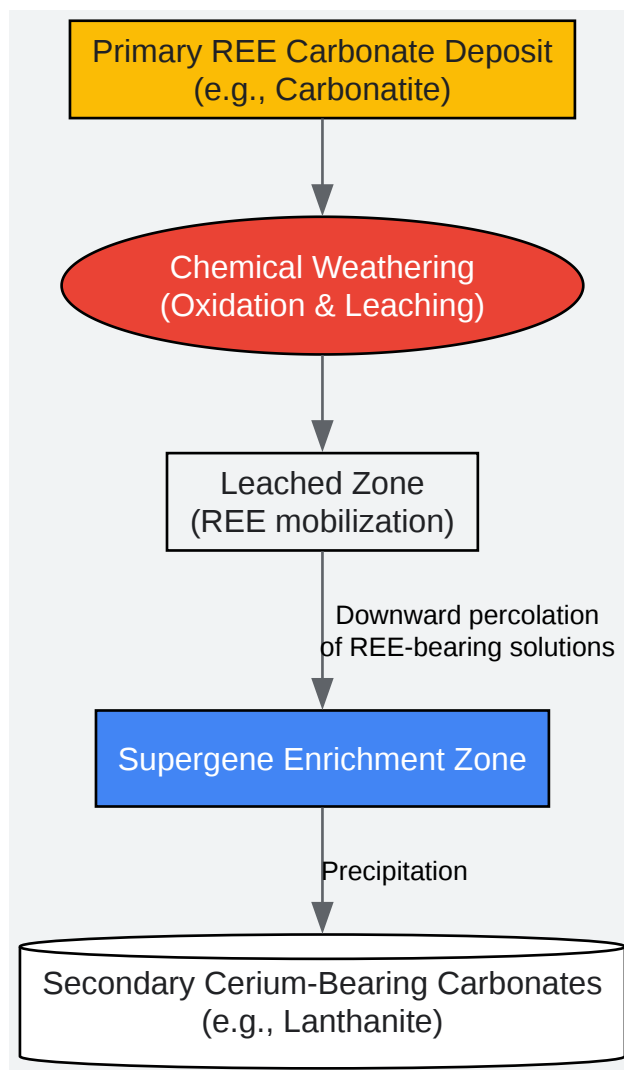 Primary REE Carbonate Deposit
(e.g., Carbonatite)
Chemical Weathering
(Oxidation & Leaching)
Leached Zone
(REE mobilization)
Downward percolation
of REE-bearing solutions
Supergene Enrichment Zone
Precipitation
Secondary Cerium-Bearing Carbonates
(e.g., Lanthanite)